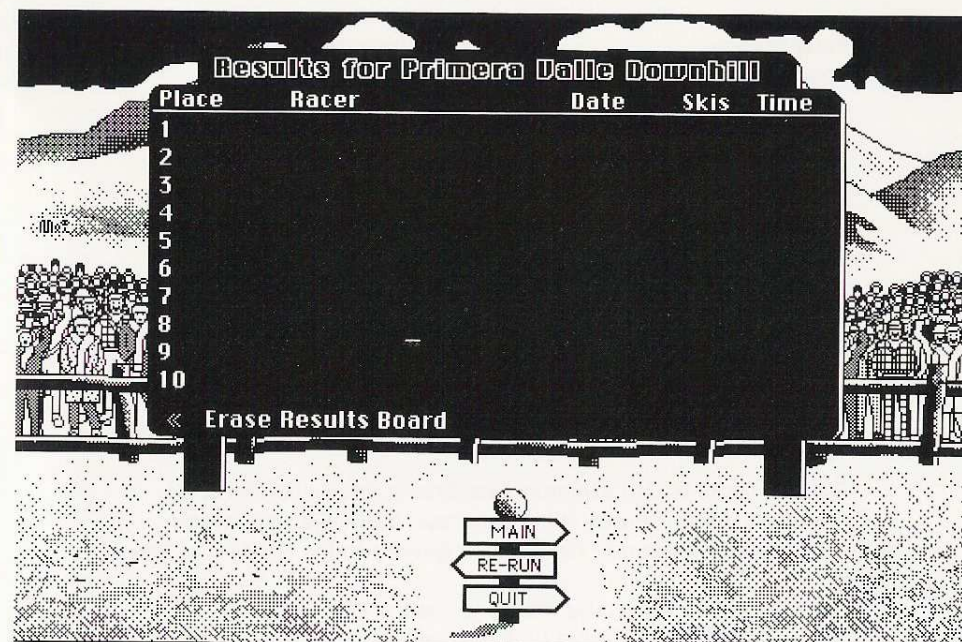 Results for Primera Valle Downhill
Place Racer Date Skis Time
1
2
3
4
5
6
7
8
9
10
« Erase Results Board
MAIN
RE-RUN
QUIT